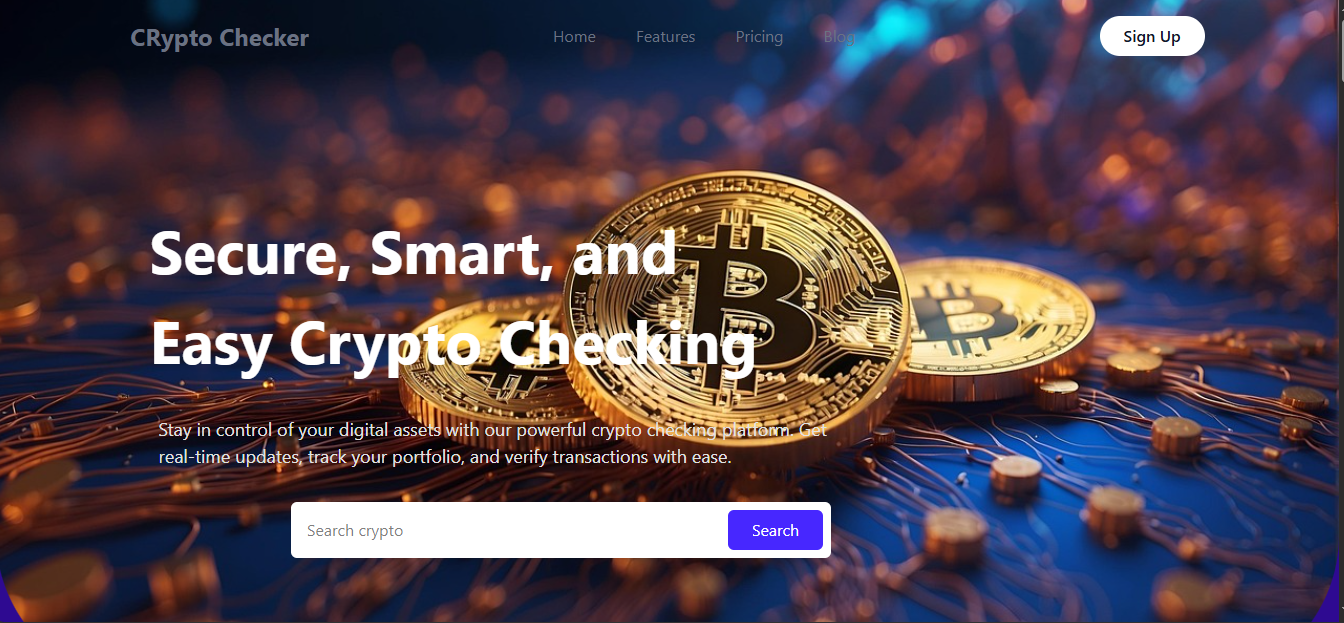 CRypto Checker
Home Features Pricing Blog
Sign Up
Secure, Smart, and
Easy Crypto Checking
Stay in control of your digital assets with our powerful crypto checking platform. Get
real-time updates, track your portfolio, and verify transactions with ease.
Search crypto
Search